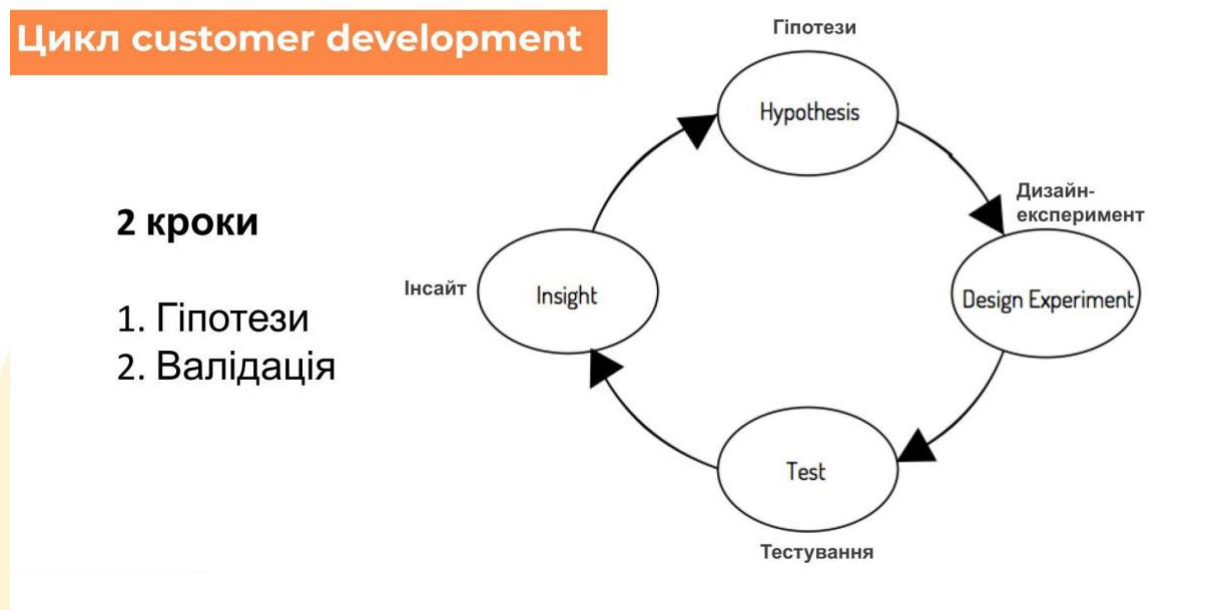 Цикл customer development
2 кроки
1. Гіпотези
2. Валідація
Гіпотези
Hypothesis
Дизайн-
експеримент
Design Experiment
Test
Тестування
Інсайт
Insight